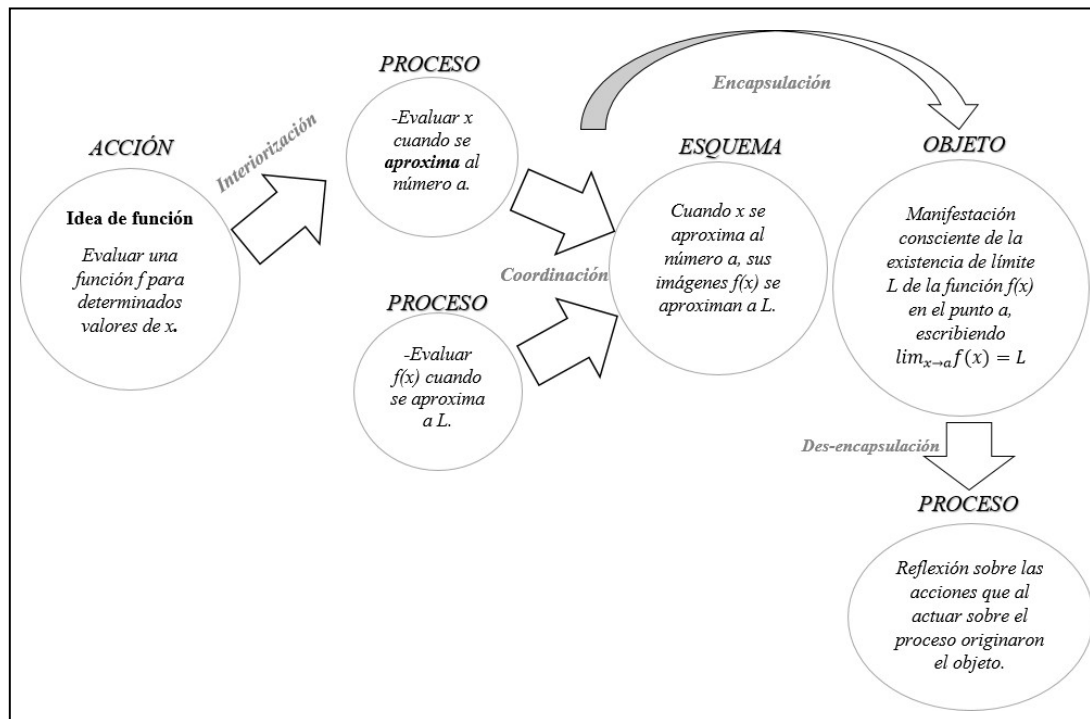 ACCIÓN
Idea de función
Evaluar una
función f para
determinados
valores de x.
Interiorización
PROCESO
-Evaluar x
cuando se
aproxima al
número a.
PROCESO
-Evaluar
f(x) cuando
se aproxima
a L.
Coordinación
ESQUEMA
Cuando x se
aproxima al
número a, sus
imágenes f(x) se
aproximan a L.
Encapsulación
OBJETO
Manifestación
consciente de la
existencia de límite
L de la función f(x)
en el punto a,
escribiendo
lim_{x→a} f(x) = L
Des-encapsulación
PROCESO
Reflexión sobre las
acciones que al
actuar sobre el
proceso originaron
el objeto.